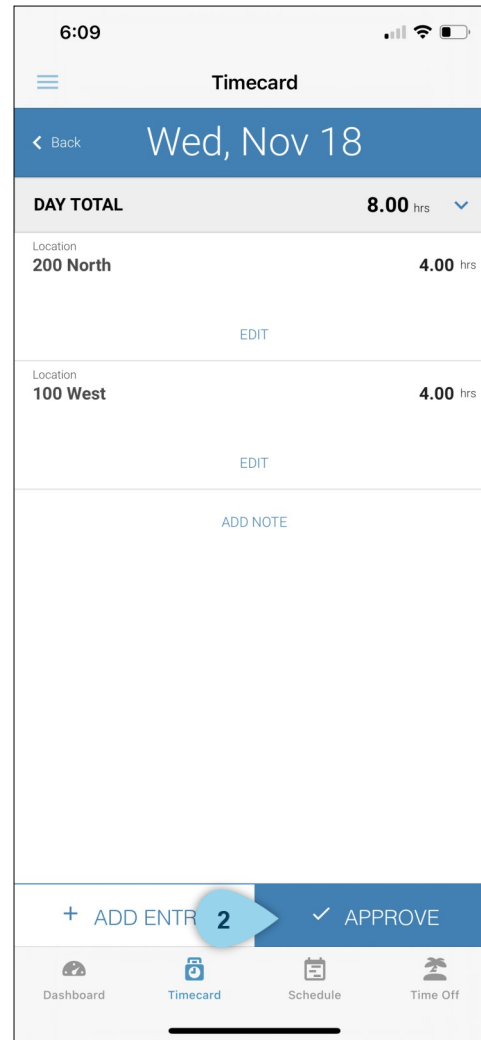 6:09
Timecard
Back Wed, Nov 18
DAY TOTAL 8.00 hrs
Location
200 North 4.00 hrs
EDIT
Location
100 West 4.00 hrs
EDIT
ADD NOTE
+ ADD ENTR 2 APPROVE
Dashboard Timecard Schedule Time Off